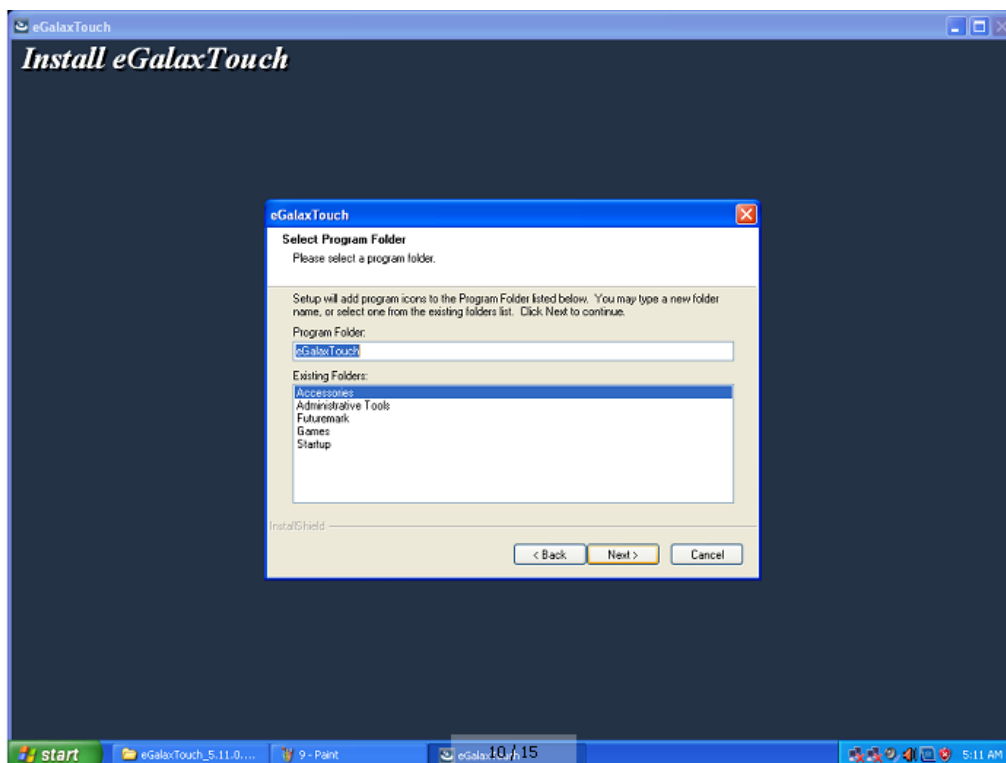 eGalaxTouch
Install eGalaxTouch
eGalaxTouch
Select Program Folder
Please select a program folder.
Setup will add program icons to the Program Folder listed below. You may type a new folder
name, or select one from the existing folders list. Click Next to continue.
Program Folder:
eGalaxTouch
Existing Folders:
Accessories
Administrative Tools
Futuremark
Games
Startup
InstallShield
< Back
Next >
Cancel
start
eGalaxTouch_5.11.0....
9 - Paint
10 / 15
5:11 AM